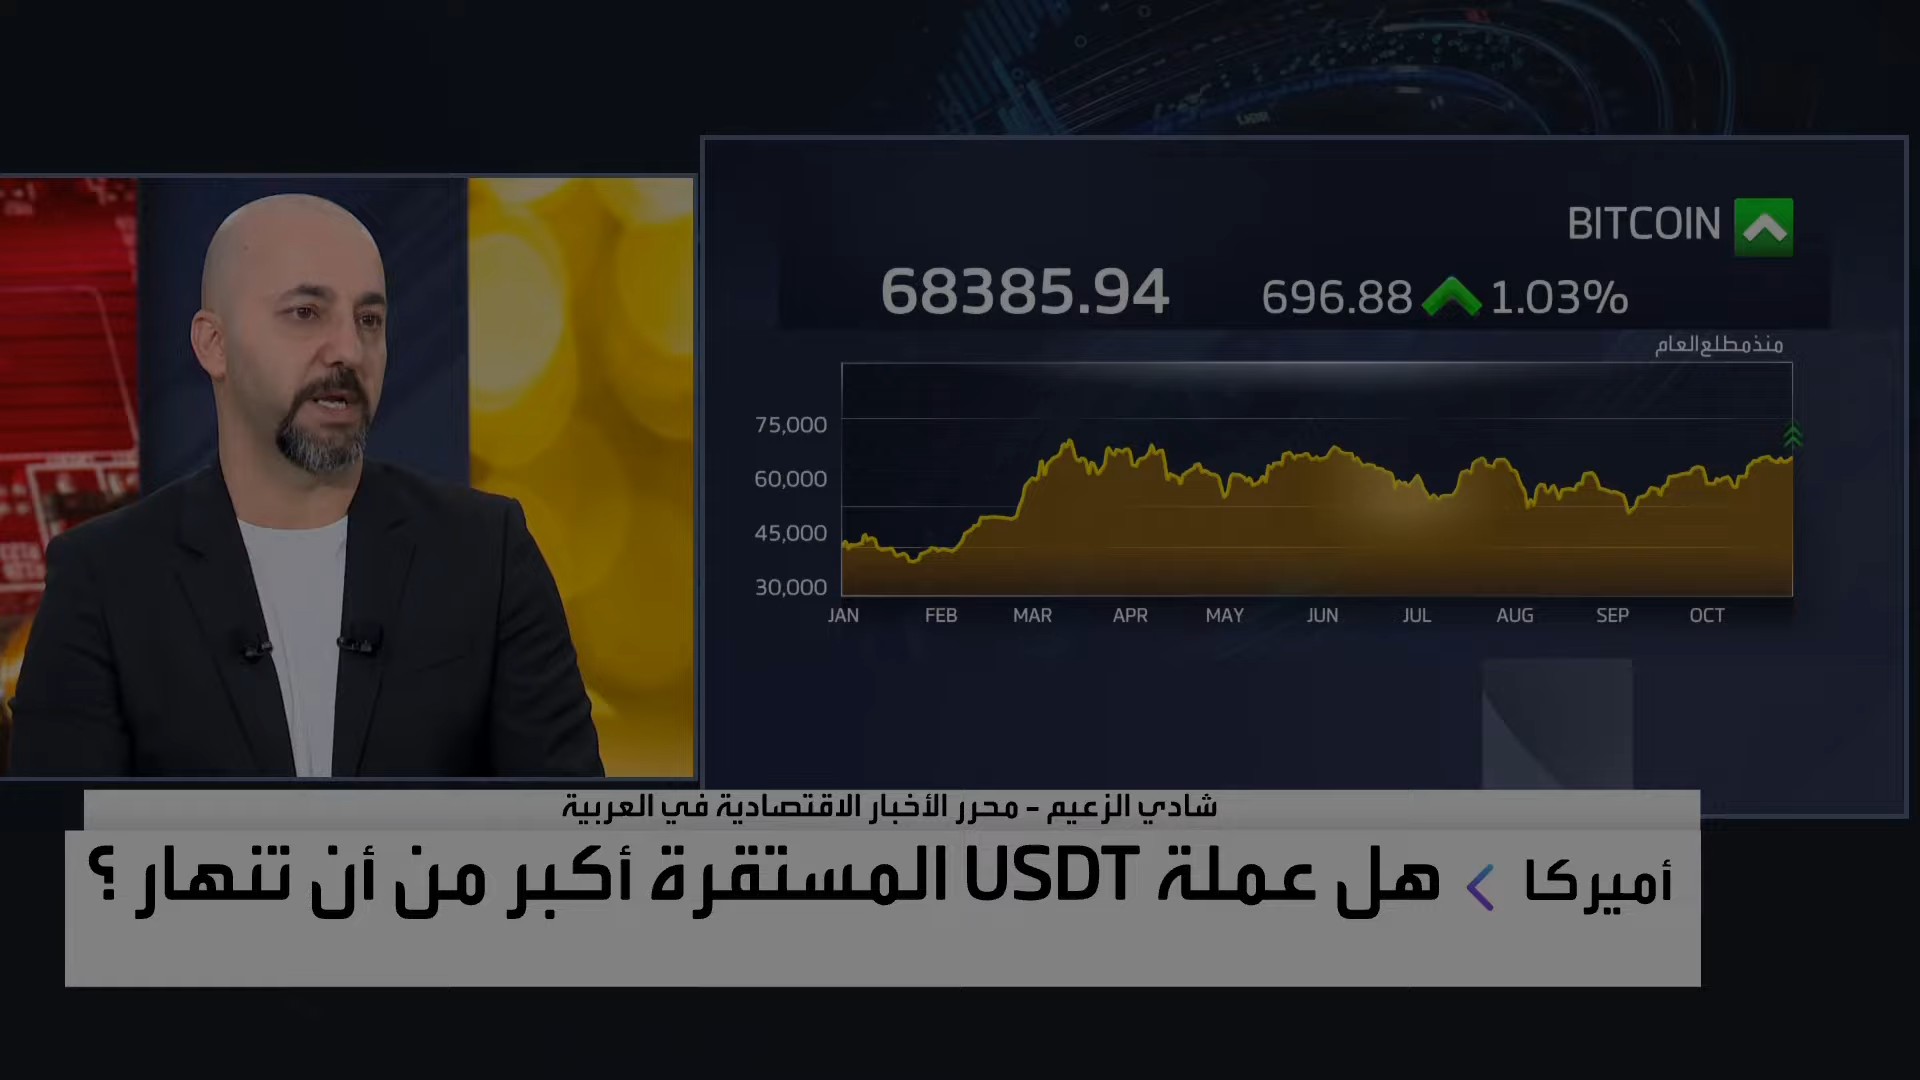 BITCOIN
68385.94 696.88 1.03%
منذ مطلع العام
75,000
60,000
45,000
30,000
JAN FEB MAR APR MAY JUN JUL AUG SEP OCT
شادي الزعيم - محرر الأخبار الاقتصادية في العربية
أميركا هل عملة USDT المستقرة أكبر من أن تنهار ؟